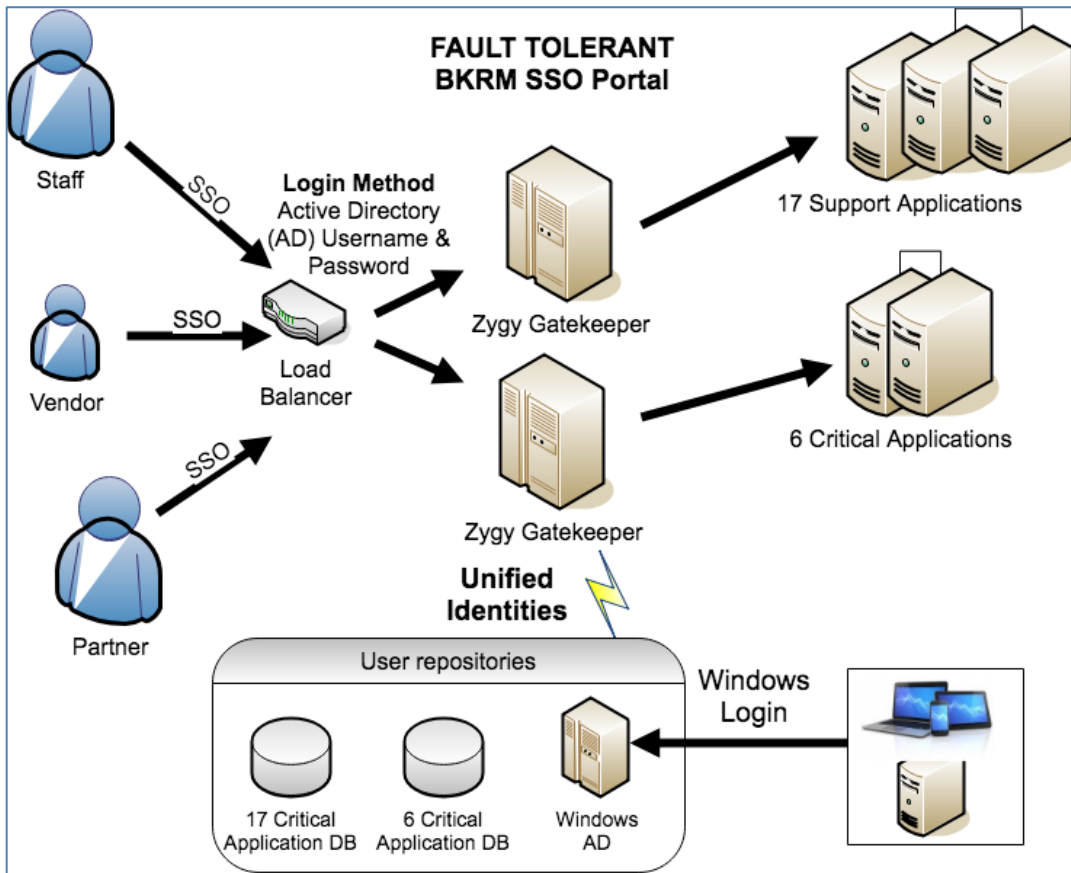 FAULT TOLERANT
BKRM SSO Portal
Staff
SSO
Login Method
Active Directory
(AD) Username &
Password
17 Support Applications
Zygy Gatekeeper
Vendor
SSO
Load
Balancer
6 Critical Applications
SSO
Zygy Gatekeeper
Partner
Unified
Identities
User repositories
Windows
Login
17 Critical
Application DB
6 Critical
Application DB
Windows
AD